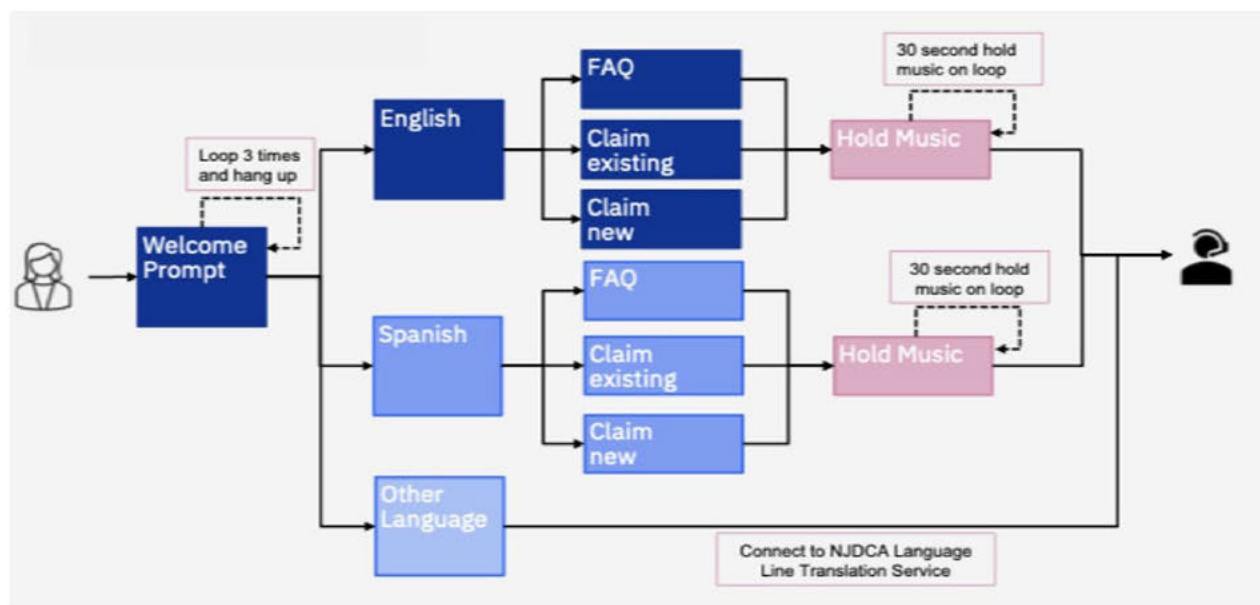 Loop 3 times
and hang up
Welcome
Prompt
English
FAQ
Claim
existing
Claim
new
30 second hold
music on loop
Hold Music
Spanish
FAQ
Claim
existing
Claim
new
30 second hold
music on loop
Hold Music
Other
Language
Connect to NJDCA Language
Line Translation Service